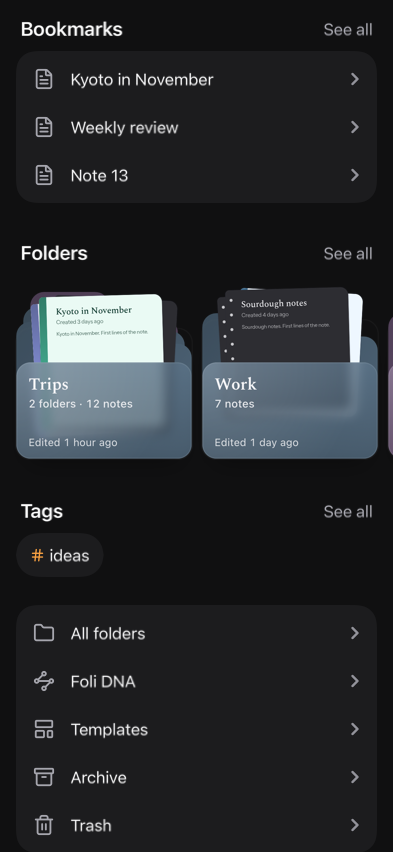 Bookmarks
See all
Kyoto in November
Weekly review
Note 13
Folders
See all
Kyoto in November
Created 3 days ago
Kyoto in November. First lines of the note.
Trips
2 folders · 12 notes
Edited 1 hour ago
Sourdough notes
Created 4 days ago
Sourdough notes. First lines of the note.
Work
7 notes
Edited 1 day ago
Tags
See all
# ideas
All folders
Foli DNA
Templates
Archive
Trash